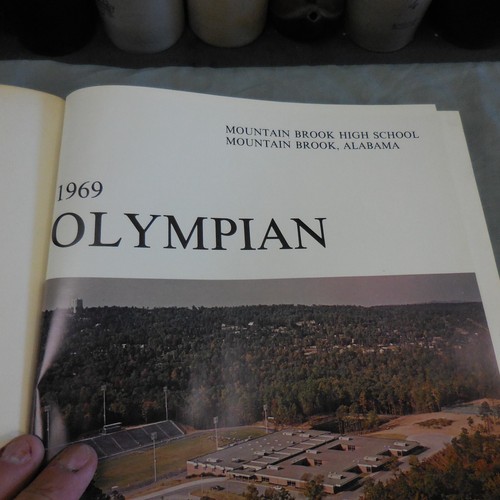 MOUNTAIN BROOK HIGH SCHOOL
MOUNTAIN BROOK, ALABAMA
1969
OLYMPIAN